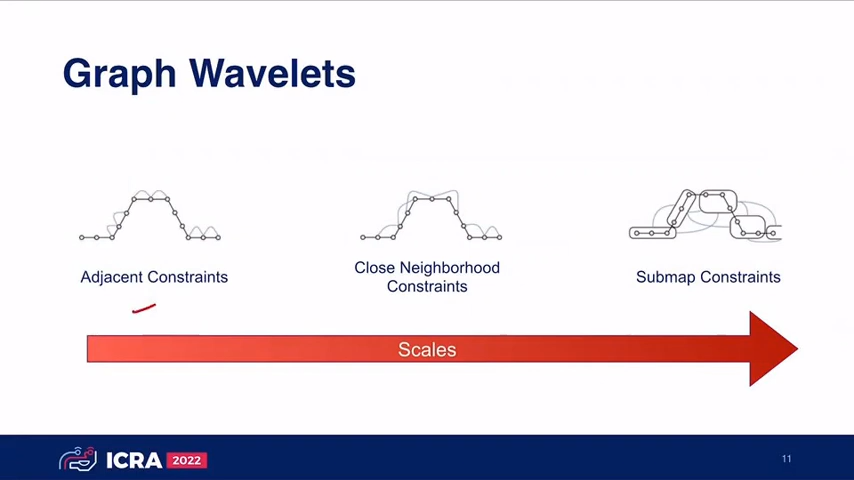 Graph Wavelets
Adjacent Constraints
Close Neighborhood
Constraints
Submap Constraints
Scales
ICRA 2022
11